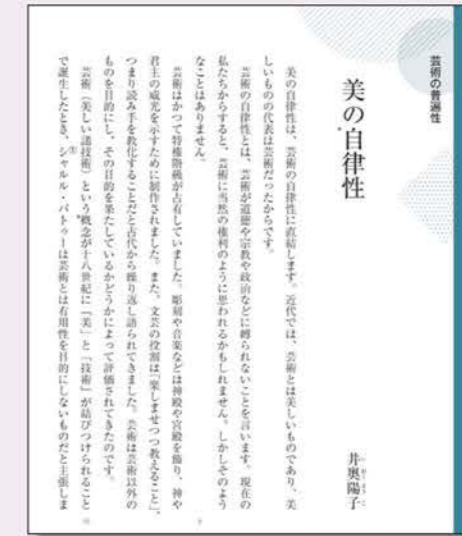 芸術の普遍性
美の自律性
井奥陽子
いおくようこ
美の自律性は、芸術の自律性に直結します。近代では、芸術とは美しいものであり、美
しいものの代表は芸術だったからです。
芸術の自律性とは、芸術が道徳や宗教や政治などに縛られないことを言います。現在の
私たちからすると、芸術に当然の権利のように思われるかもしれません。しかしそのよう
なことはありません。
芸術はかつて特権階級が占有していました。彫刻や音楽などは神殿や宮殿を飾り、神や
君主の威光を示すために制作されました。また、文芸の役割は「楽しませつつ教えること」、
つまり読み手を教化することだと古代から繰り返し語られてきました。芸術は芸術以外の
ものを目的にし、その目的を果たしているかどうかによって評価されてきたのです。
芸術（美しい諸技術）という概念が十八世紀に「美」と「技術」が結びつけられること
で誕生したとき、シャルル・バトゥーは芸術とは有用性を目的にしないものだと主張しま